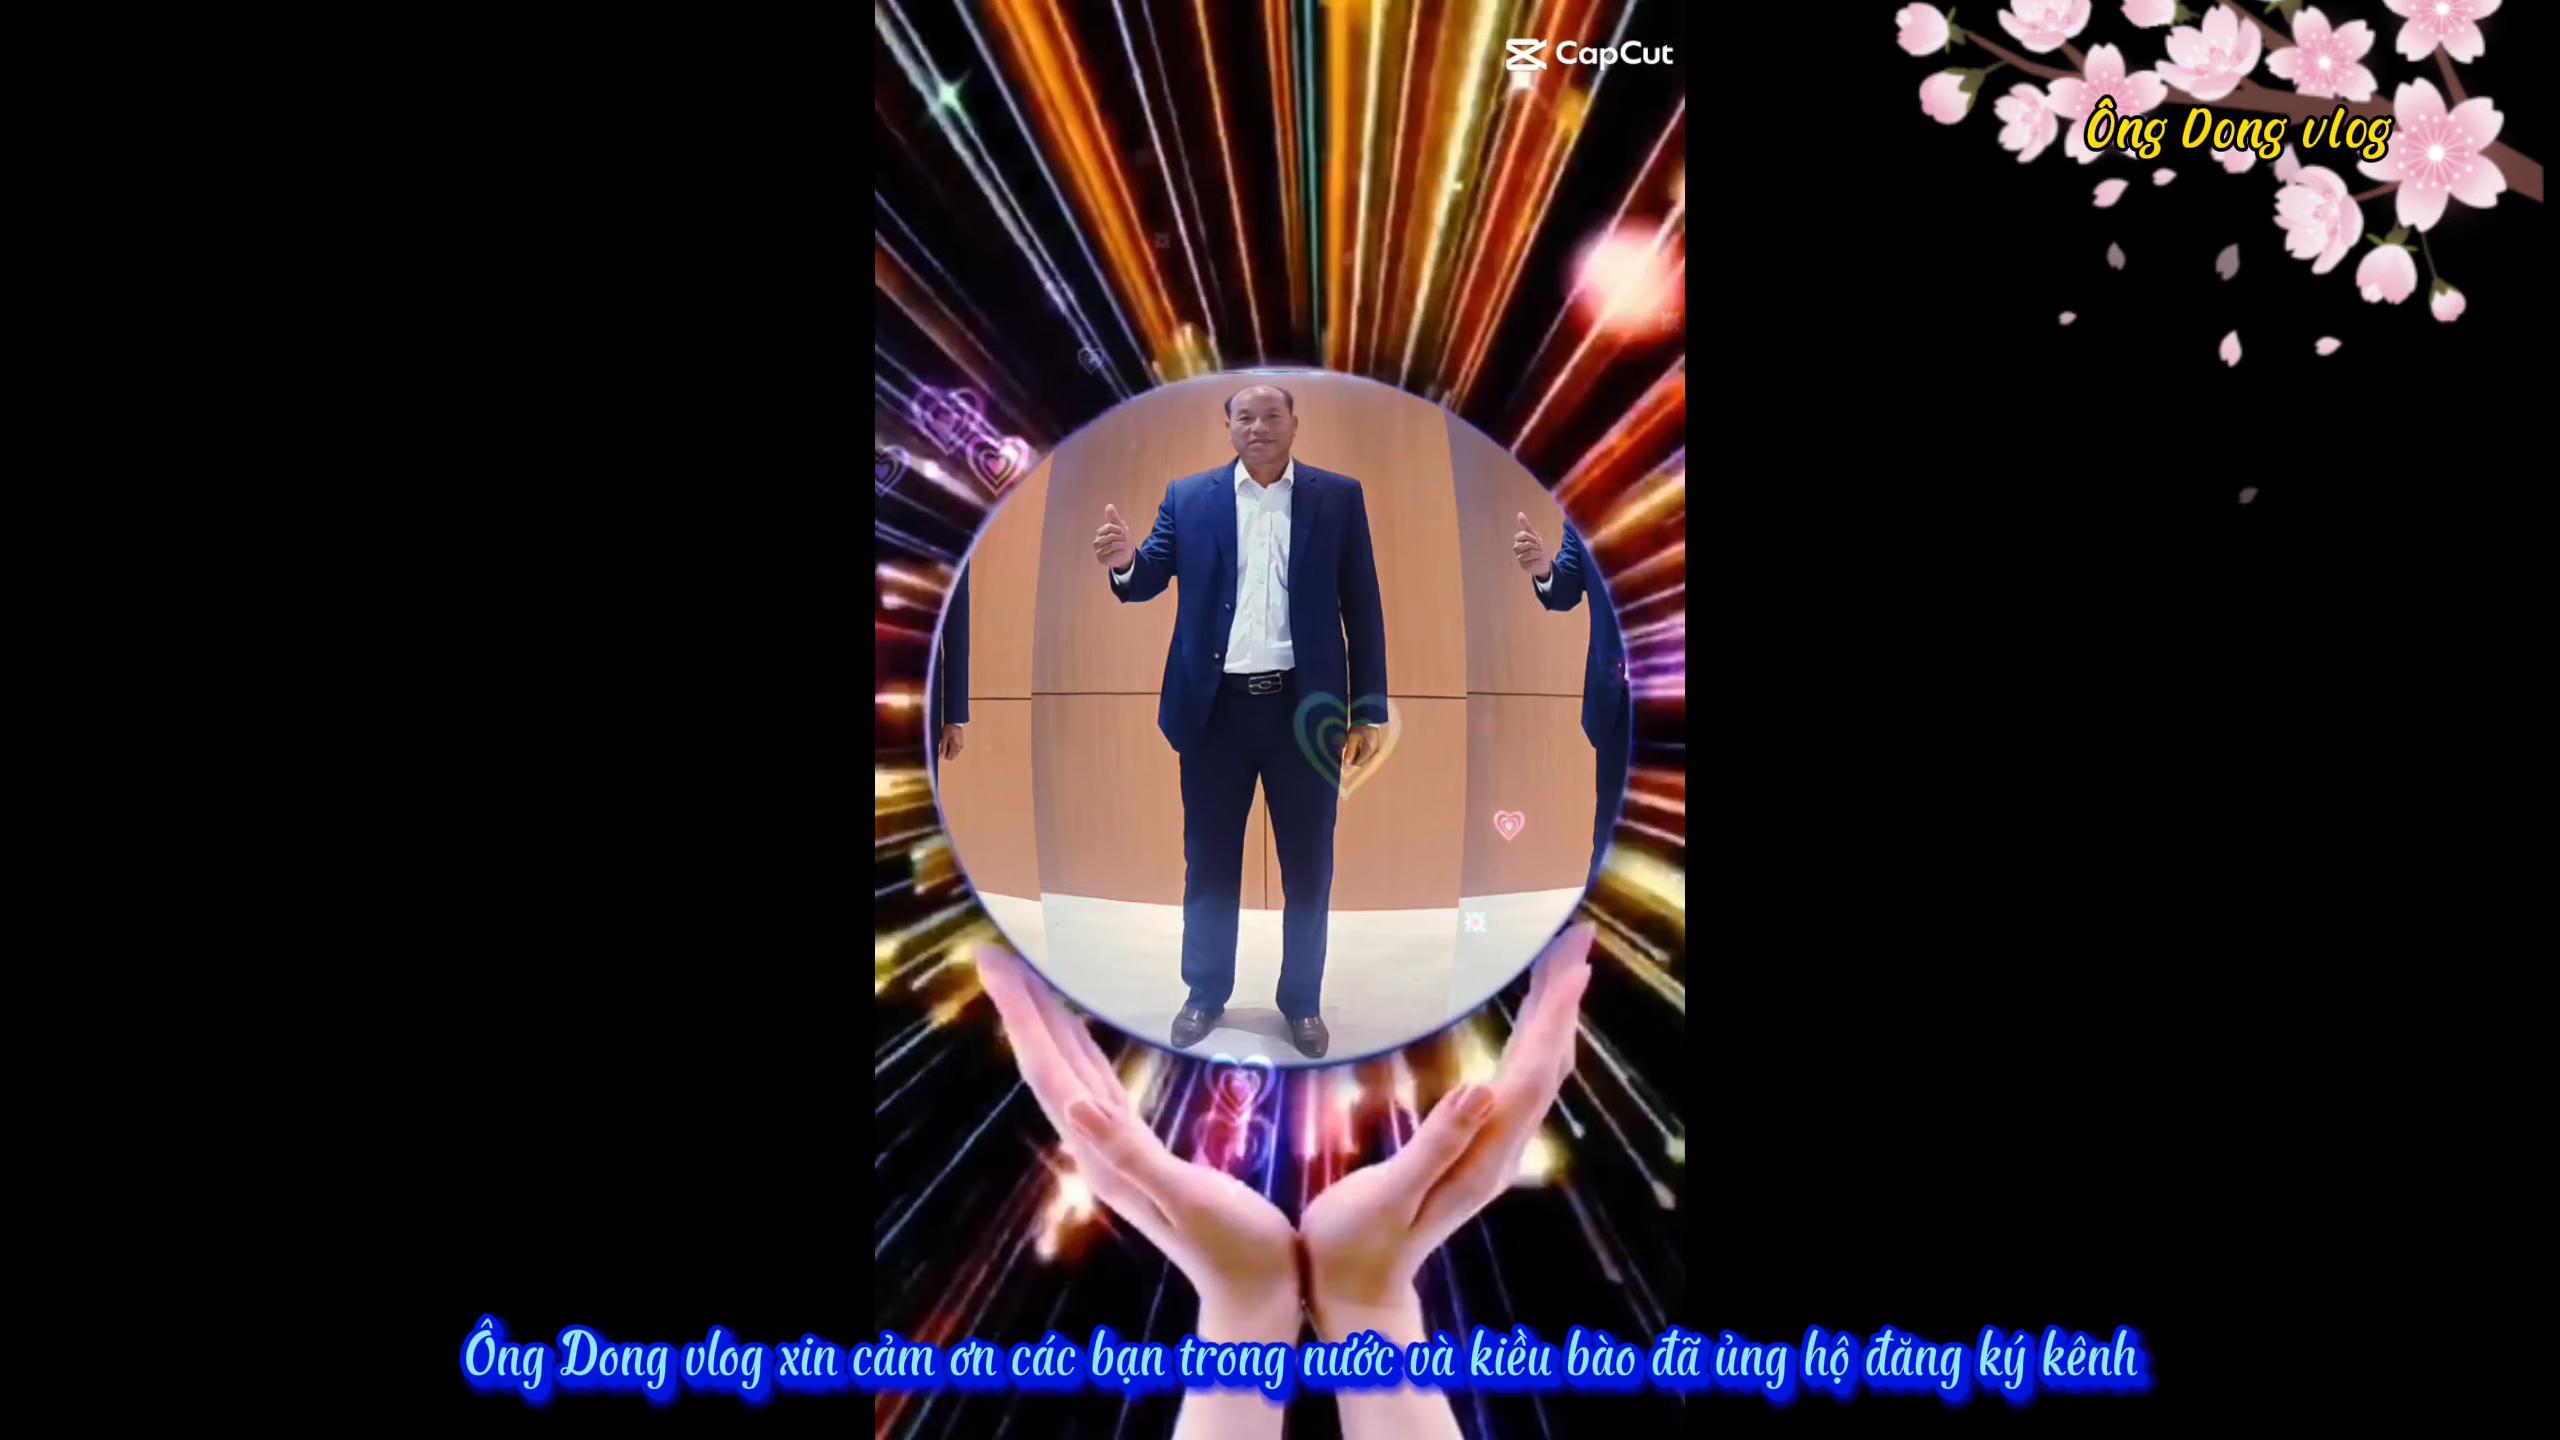 CapCut
Ông Dong vlog
Ông Dong vlog xin cảm ơn các bạn trong nước và kiều bào đã ủng hộ đăng ký kênh